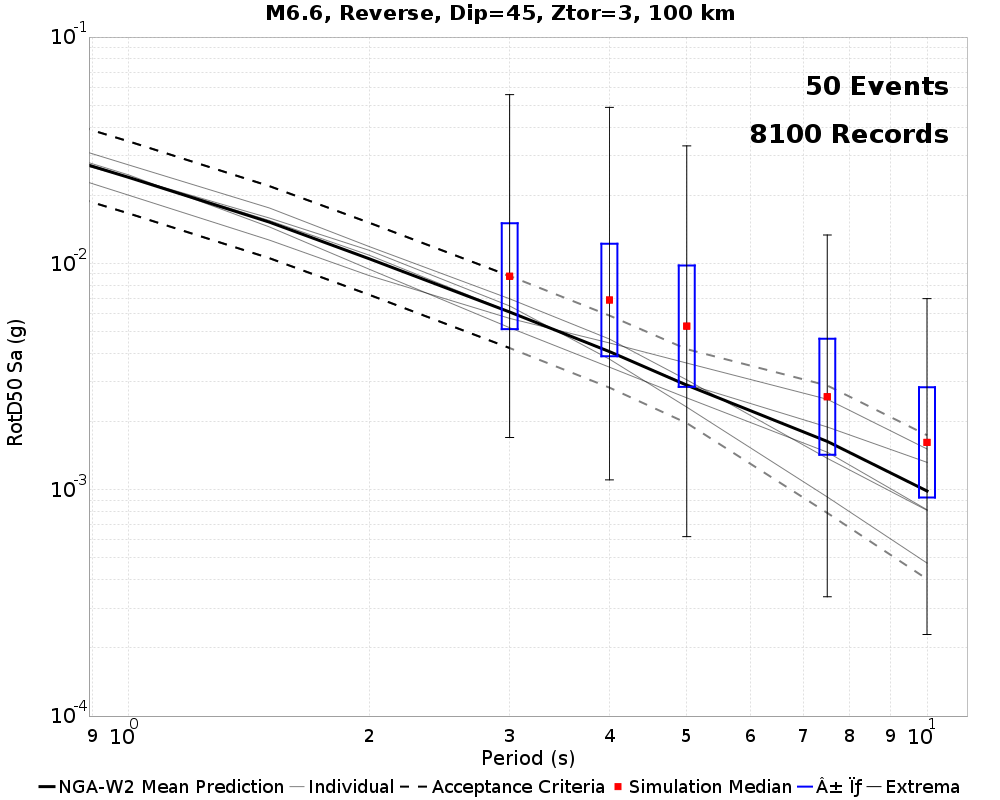 M6.6, Reverse, Dip=45, Ztor=3, 100 km
10-1
50 Events
8100 Records
10-2
RotD50 Sa (g)
10-3
10-4
9 100 2 3 4 5 6 7 8 9 101
Period (s)
NGA-W2 Mean Prediction Individual Acceptance Criteria Simulation Median Â± Ïƒ Extrema